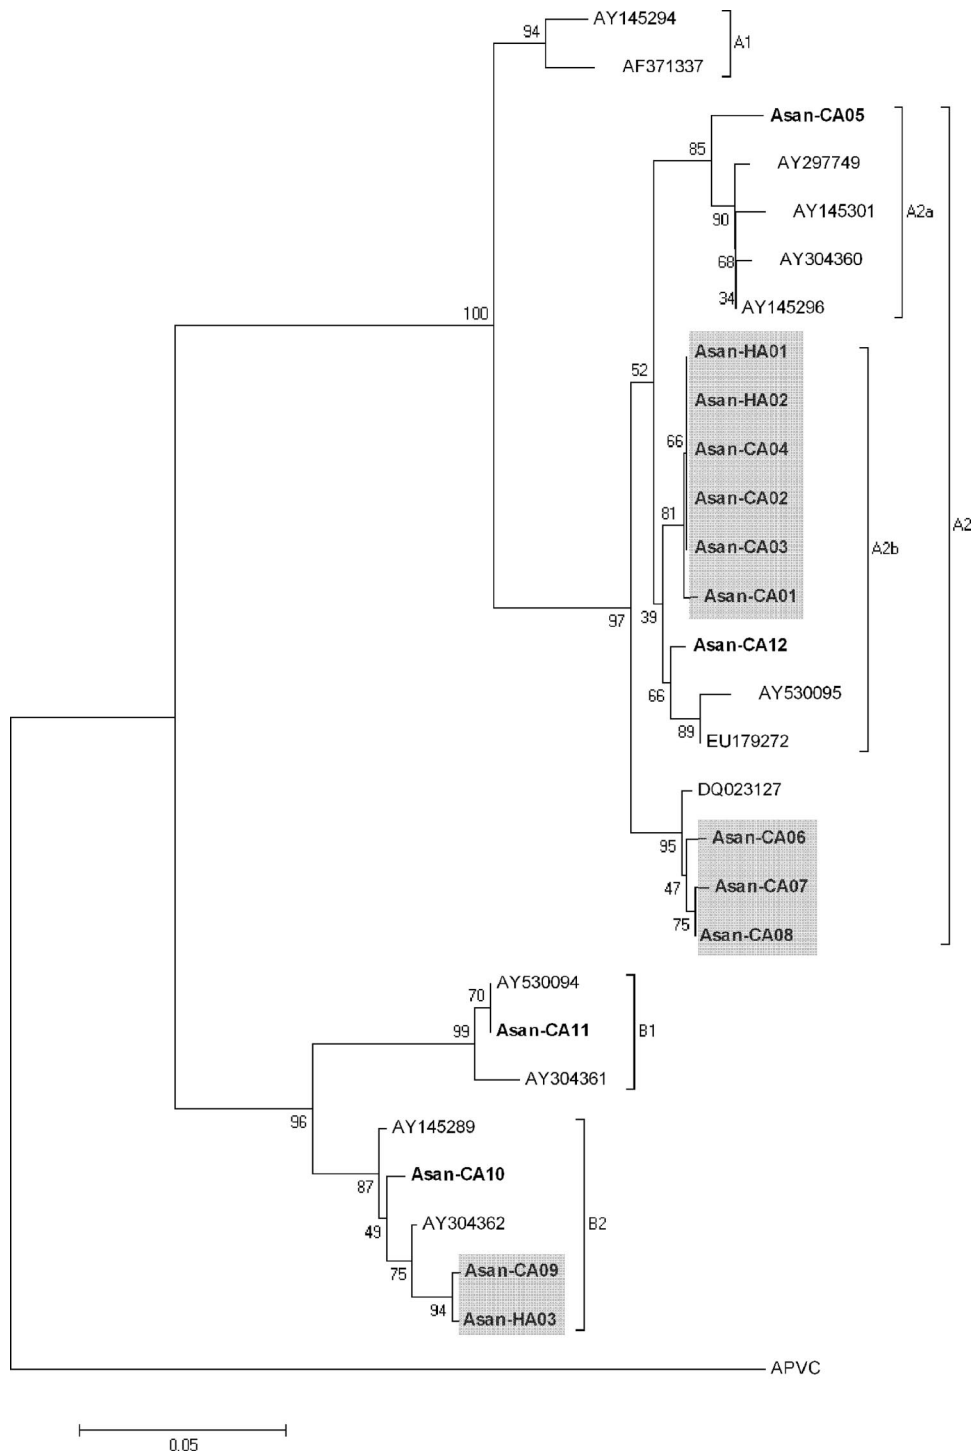 AY145294
94
A1
AF371337
Asan-CA05
85
AY297749
AY145301
A2a
90
AY304360
68
34
AY145296
100
Asan-HA01
52
Asan-HA02
66
Asan-CA04
Asan-CA02
81
A2
Asan-CA03
A2b
Asan-CA01
97
39
Asan-CA12
66
AY530095
89
EU179272
DQ023127
Asan-CA06
95
47
Asan-CA07
75
Asan-CA08
AY530094
70
Asan-CA11
99
B1
AY304361
96
AY145289
Asan-CA10
87
AY304362
B2
49
Asan-CA09
75
94
Asan-HA03
APVC
0.05